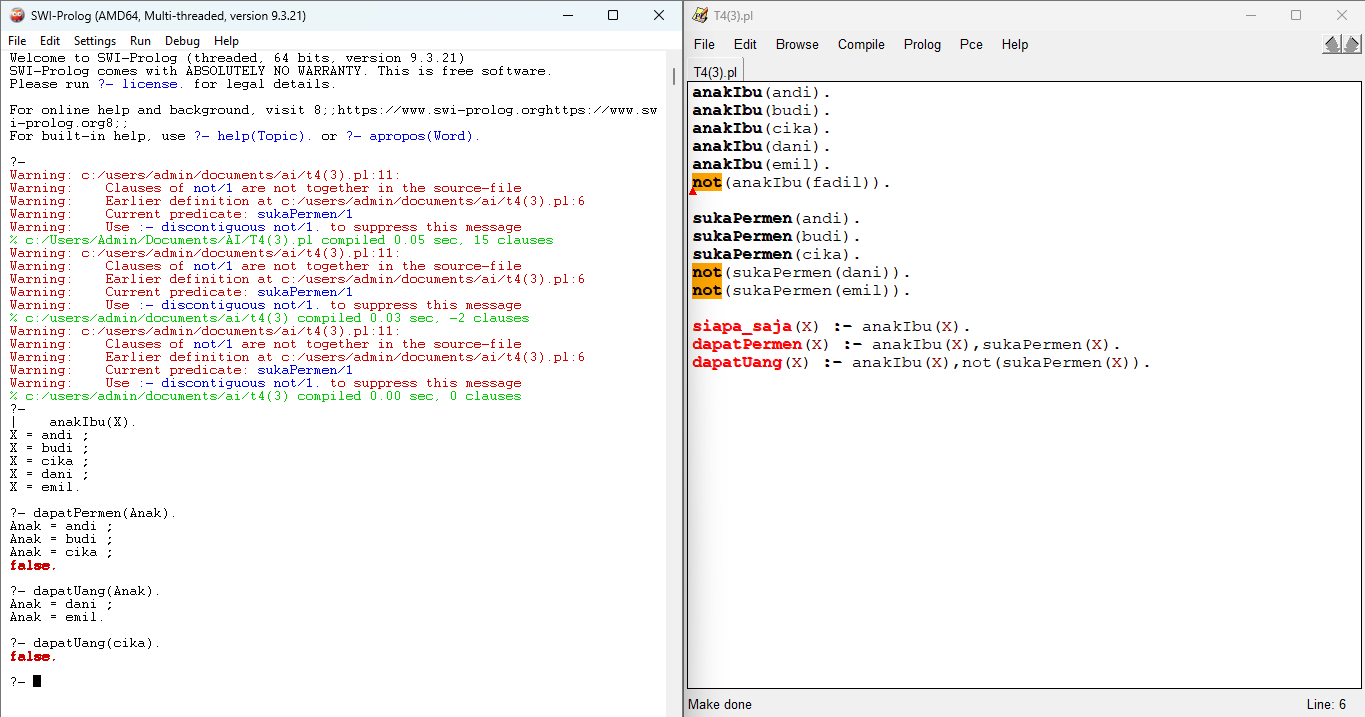 SWI-Prolog (AMD64, Multi-threaded, version 9.3.21)
File Edit Settings Run Debug Help
Welcome to SWI-Prolog (threaded, 64 bits, version 9.3.21)
SWI-Prolog comes with ABSOLUTELY NO WARRANTY. This is free software.
Please run ?- license. for legal details.
For online help and background, visit 8;;https://www.swi-prolog.orghttps://www.sw
i-prolog.org8;;
For built-in help, use ?- help(Topic). or ?- apropos(Word).
?-
Warning: c:/users/admin/documents/ai/t4(3).pl:11:
Warning:    Clauses of not/1 are not together in the source-file
Warning:    Earlier definition at c:/users/admin/documents/ai/t4(3).pl:6
Warning:    Current predicate: sukaPermen/1
Warning:    Use :- discontiguous not/1. to suppress this message
% c:/Users/Admin/Documents/AI/T4(3).pl compiled 0.05 sec, 15 clauses
Warning: c:/users/admin/documents/ai/t4(3).pl:11:
Warning:    Clauses of not/1 are not together in the source-file
Warning:    Earlier definition at c:/users/admin/documents/ai/t4(3).pl:6
Warning:    Current predicate: sukaPermen/1
Warning:    Use :- discontiguous not/1. to suppress this message
% c:/users/admin/documents/ai/t4(3) compiled 0.03 sec, -2 clauses
Warning: c:/users/admin/documents/ai/t4(3).pl:11:
Warning:    Clauses of not/1 are not together in the source-file
Warning:    Earlier definition at c:/users/admin/documents/ai/t4(3).pl:6
Warning:    Current predicate: sukaPermen/1
Warning:    Use :- discontiguous not/1. to suppress this message
% c:/users/admin/documents/ai/t4(3) compiled 0.00 sec, 0 clauses
?-
|    anakIbu(X).
X = andi ;
X = budi ;
X = cika ;
X = dani ;
X = emil.
?- dapatPermen(Anak).
Anak = andi ;
Anak = budi ;
Anak = cika ;
false.
?- dapatUang(Anak).
Anak = dani ;
Anak = emil.
?- dapatUang(cika).
false.
?-
T4(3).pl
File Edit Browse Compile Prolog Pce Help
T4(3).pl
anakIbu(andi).
anakIbu(budi).
anakIbu(cika).
anakIbu(dani).
anakIbu(emil).
not(anakIbu(fadil)).
sukaPermen(andi).
sukaPermen(budi).
sukaPermen(cika).
not(sukaPermen(dani)).
not(sukaPermen(emil)).
siapa_saja(X) :- anakIbu(X).
dapatPermen(X) :- anakIbu(X),sukaPermen(X).
dapatUang(X) :- anakIbu(X),not(sukaPermen(X)).
Make done
Line: 6